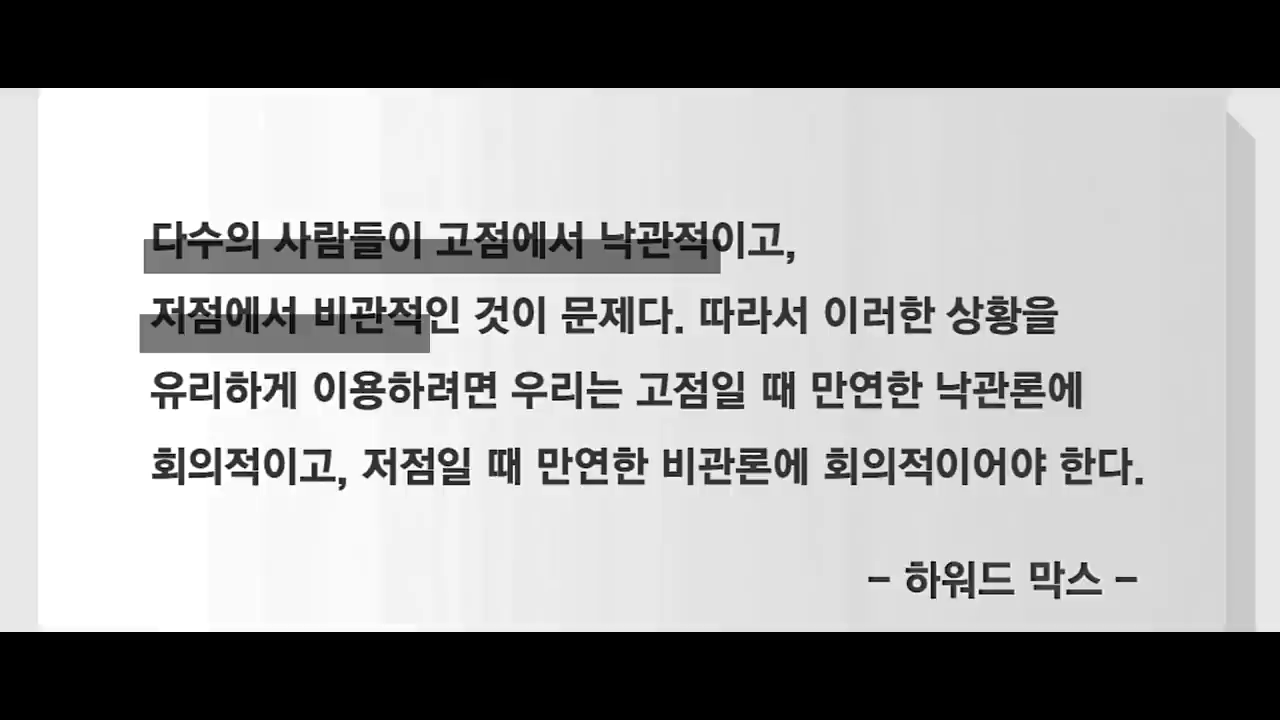 다수의 사람들이 고점에서 낙관적이고,
저점에서 비관적인 것이 문제다. 따라서 이러한 상황을
유리하게 이용하려면 우리는 고점일 때 만연한 낙관론에
회의적이고, 저점일 때 만연한 비관론에 회의적이어야 한다.
- 하워드 막스 -